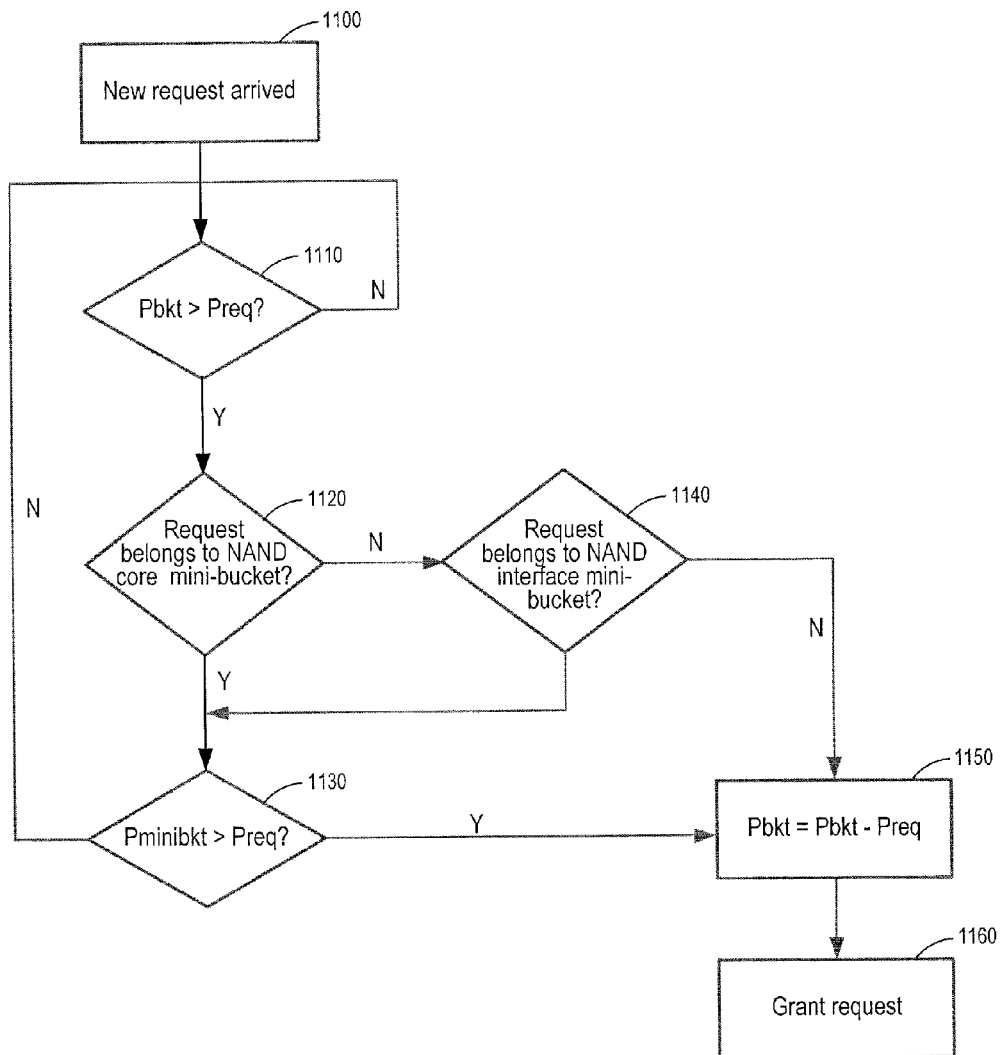 1100
New request arrived
1110
Pbkt > Preq?
N
Y
N
1120
Request
belongs to NAND
core mini-bucket?
N
1140
Request
belongs to NAND
interface mini-
bucket?
N
Y
1130
Pminibkt > Preq?
Y
1150
Pbkt = Pbkt - Preq
1160
Grant request